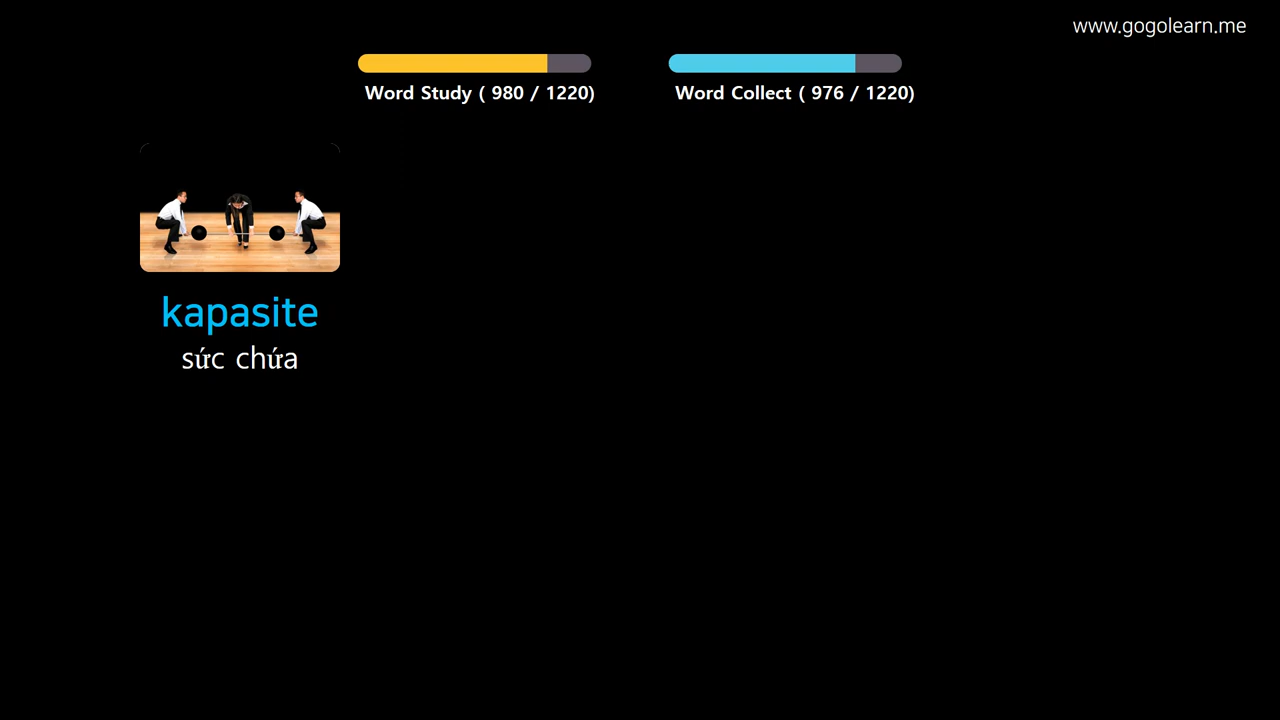 www.gogolearn.me
Word Study ( 980 / 1220)
Word Collect ( 976 / 1220)
kapasite
sức chứa